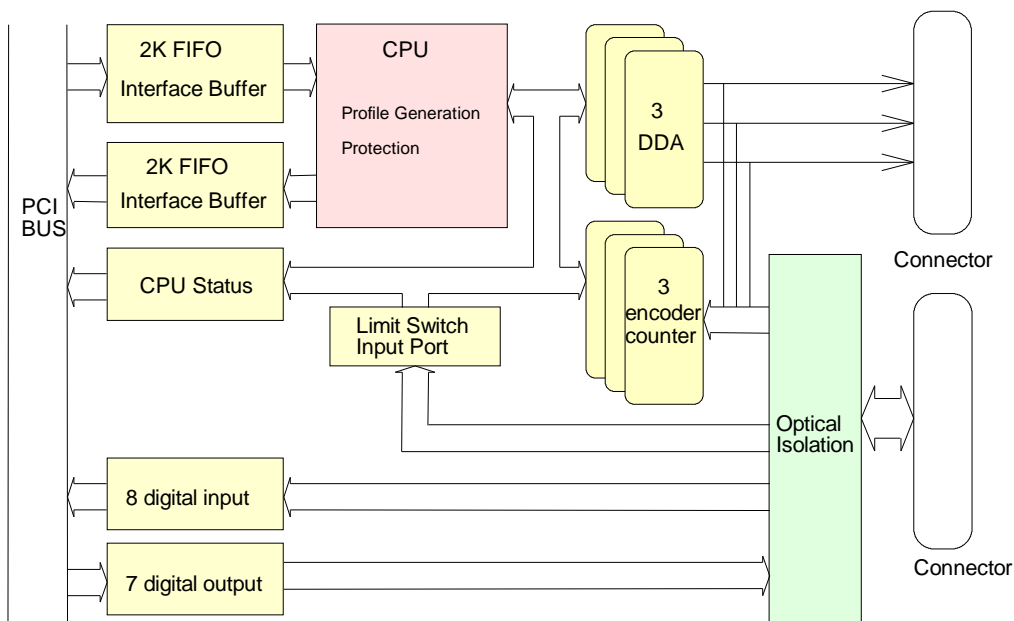 2K FIFO
Interface Buffer
CPU
Profile Generation
Protection
3
DDA
2K FIFO
Interface Buffer
PCI
BUS
Connector
CPU Status
3
encoder
counter
Limit Switch
Input Port
Optical
Isolation
8 digital input
7 digital output
Connector